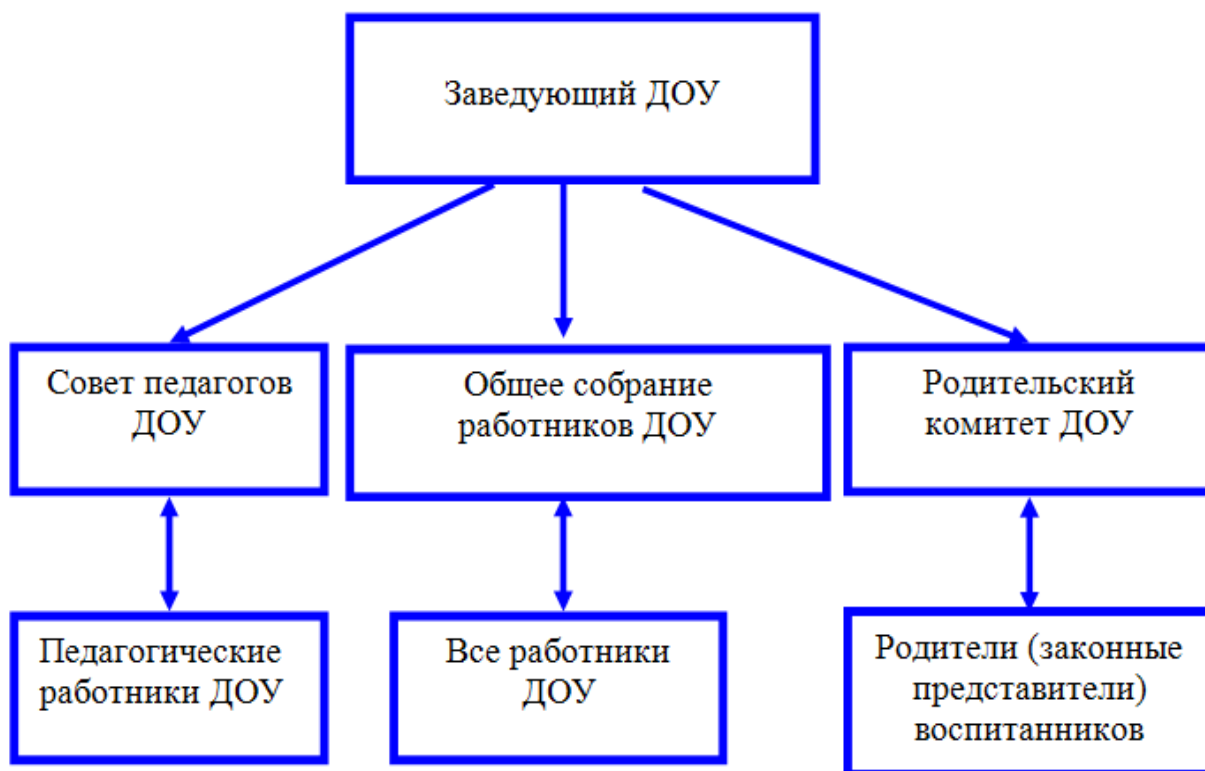 Заведующий ДОУ
Совет педагогов
ДОУ
Общее собрание
работников ДОУ
Родительский
комитет ДОУ
Педагогические
работники ДОУ
Все работники
ДОУ
Родители (законные
представители)
воспитанников